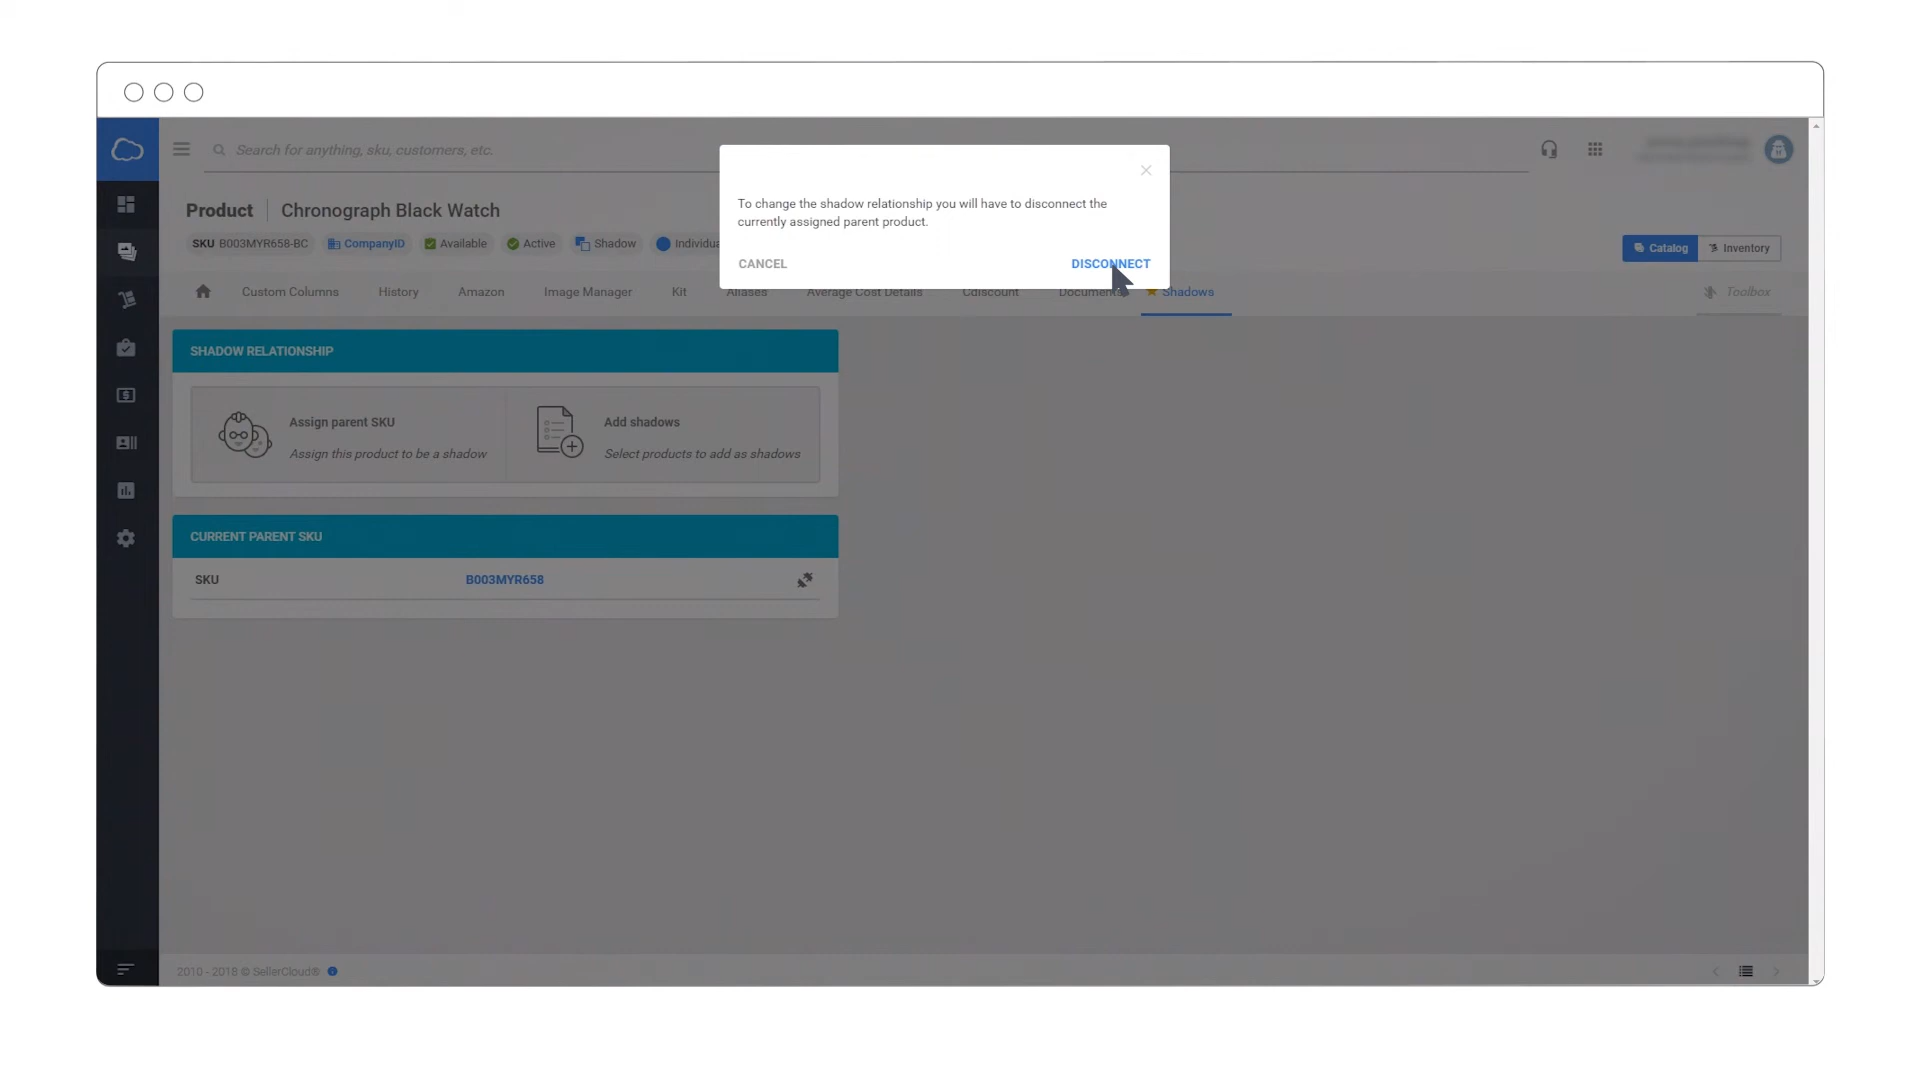 Search for anything, sku, customers, etc.
To change the shadow relationship you will have to disconnect the
currently assigned parent product.
CANCEL
DISCONNECT
Product
Chronograph Black Watch
SKU B003MYR658-BC
CompanyID
Available
Active
Shadow
Catalog
Inventory
Custom Columns
History
Amazon
Image Manager
Kit
Aliases
Average Cost Details
Cdiscount
Documents
Shadows
Toolbox
SHADOW RELATIONSHIP
Assign parent SKU
Assign this product to be a shadow
Add shadows
Select products to add as shadows
CURRENT PARENT SKU
SKU
B003MYR658
2010 - 2018 © SellerCloud®